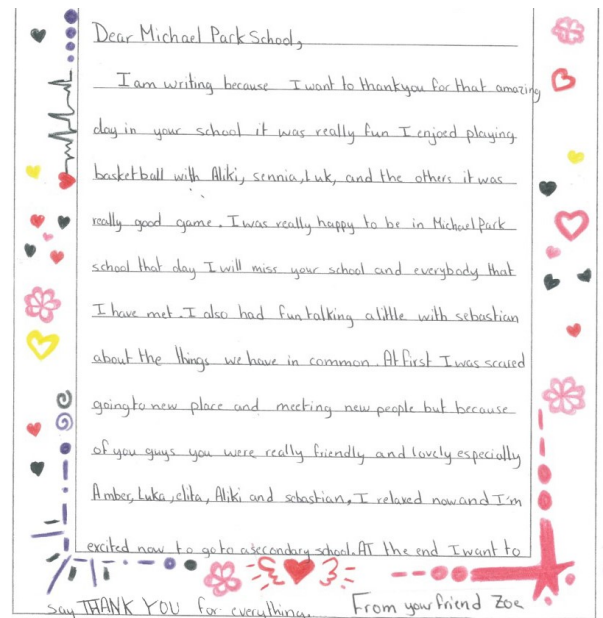 Dear Michael Park School,
I am writing because I want to thankyou for that amazing
day in your school it was really fun I enjoed playing
basketball with Aliki, sennia, Luk, and the others it was
really good game. I was really happy to be in Michael Park
school that day I will miss your school and everybody that
I have met. I also had fun talking a little with sebastian
about the things we have in common. At first I was scared
going to new place and meeting new people but because
of you guys you were really friendly and lovely especially
Amber, Luka, elita, Aliki and sebastian, I relaxed now and I'm
excited now to go to a secondary school. AT the end I want to
say THANK YOU for everything. From your friend Zoe